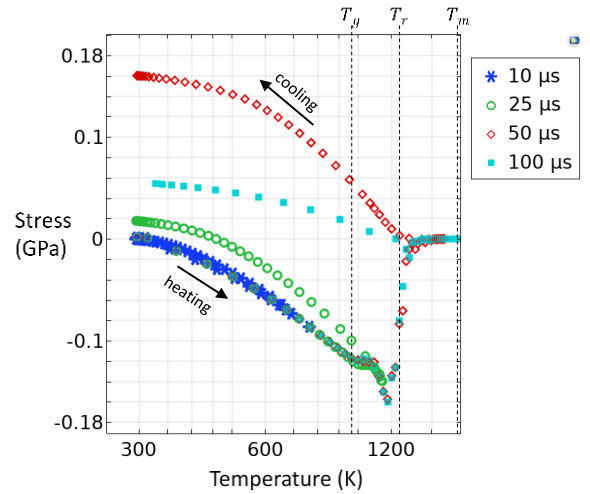 T_g T_r T_m
0.18
0.1
0
-0.1
-0.18
Stress
(GPa)
cooling
heating
300 600 1200
Temperature (K)
10 μs
25 μs
50 μs
100 μs